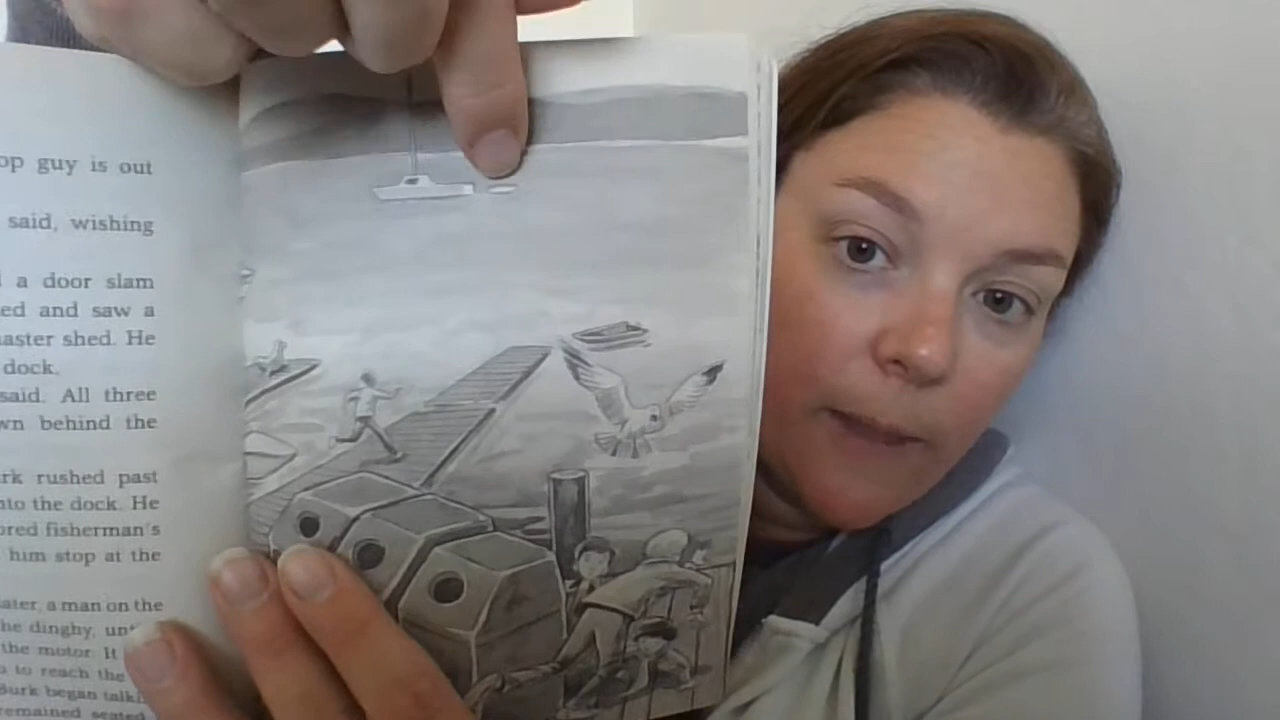 op guy is out
said, wishing
a door slam
ed and saw a
aster shed. He
dock.
said. All three
wn behind the
rk rushed past
nto the dock. He
ored fisherman's
him stop at the
ater, a man on the
he dinghy, un
the motor. It
to reach the
Burk began talki
remained seated